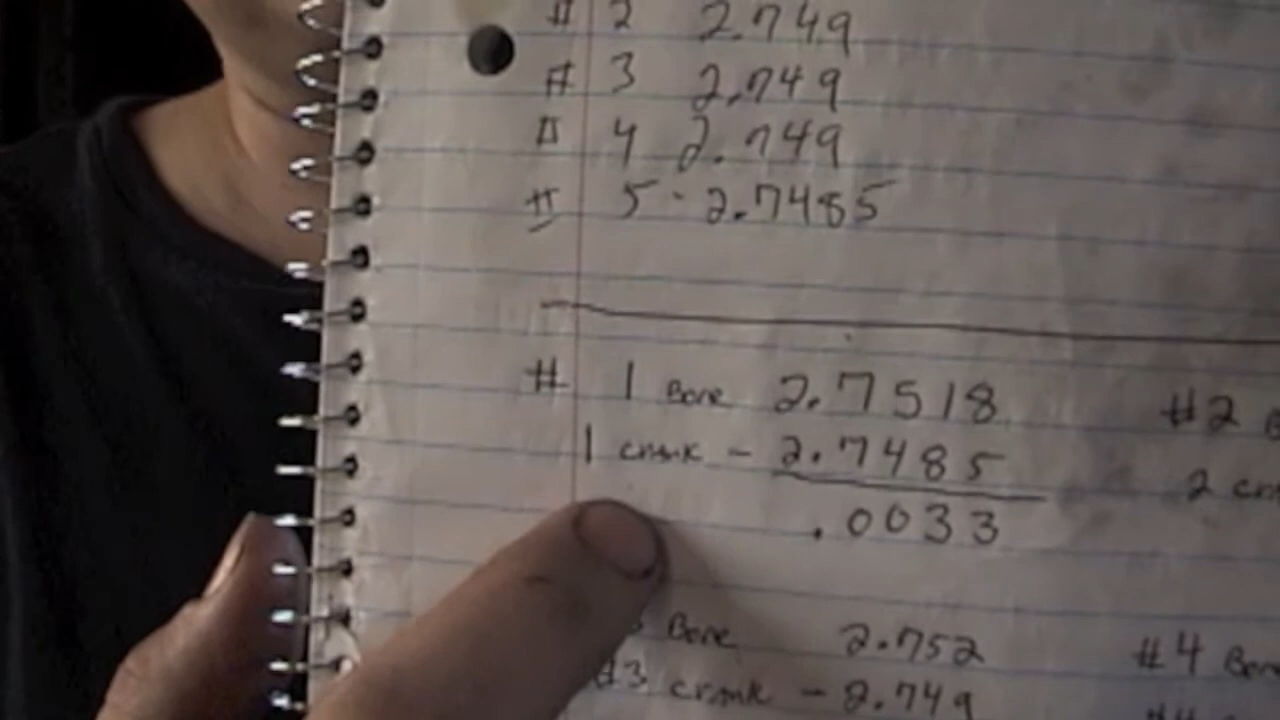 # 2 2.749
# 3 2.749
# 4 2.749
# 5 - 2.7485
# 1 Bore 2.7518 #2
1 crank - 2.7485 2
.0033
Bore 2.752 #4
#3 crank - 2.749